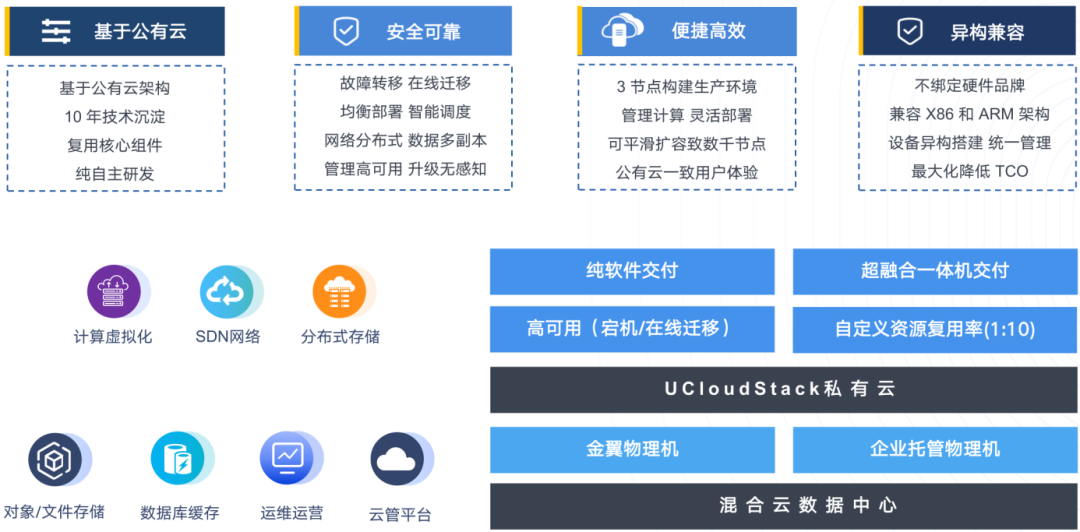 基于公有云
基于公有云架构
10 年技术沉淀
复用核心组件
纯自主研发
安全可靠
故障转移 在线迁移
均衡部署 智能调度
网络分布式 数据多副本
管理高可用 升级无感知
便捷高效
3 节点构建生产环境
管理计算 灵活部署
可平滑扩容致数千节点
公有云一致用户体验
异构兼容
不绑定硬件品牌
兼容 X86 和 ARM 架构
设备异构搭建 统一管理
最大化降低 TCO
计算虚拟化
SDN网络
分布式存储
对象/文件存储
数据库缓存
运维运营
云管平台
纯软件交付
超融合一体机交付
高可用（宕机/在线迁移）
自定义资源复用率(1:10)
UCloudStack私有云
金翼物理机
企业托管物理机
混合云数据中心